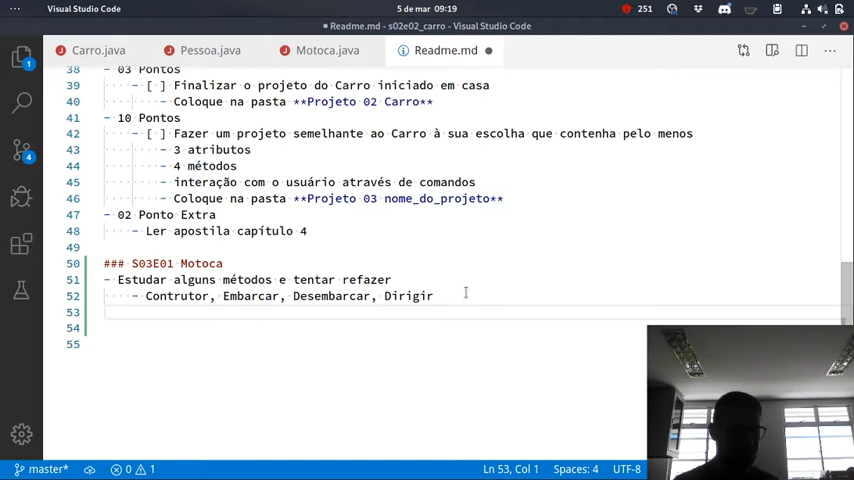 Visual Studio Code
5 de mar 09:19
251
Readme.md - s02e02_carro - Visual Studio Code
Carro.java
Pessoa.java
Motoca.java
Readme.md
38 - 03 Pontos
39 - [ ] Finalizar o projeto do Carro iniciado em casa
40 - Coloque na pasta **Projeto 02 Carro**
41 - 10 Pontos
42 - [ ] Fazer um projeto semelhante ao Carro à sua escolha que contenha pelo menos
43 - 3 atributos
44 - 4 métodos
45 - interação com o usuário através de comandos
46 - Coloque na pasta **Projeto 03 nome_do_projeto**
47 - 02 Ponto Extra
48 - Ler apostila capítulo 4
49
50 ### S03E01 Motoca
51 - Estudar alguns métodos e tentar refazer
52 - Contrutor, Embarcar, Desembarcar, Dirigir
53
54
55
1
4
master*
0
1
Ln 53, Col 1
Spaces: 4
UTF-8